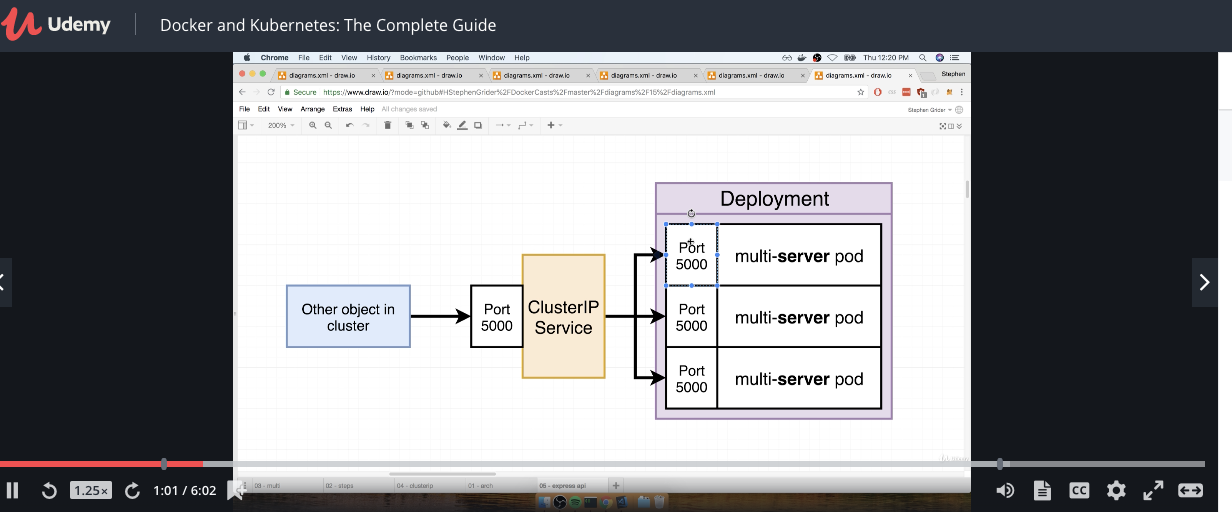 Udemy
Docker and Kubernetes: The Complete Guide
Chrome File Edit View History Bookmarks People Window Help
Thu 12:20 PM
diagrams.xml - draw.io
diagrams.xml - draw.io
diagrams.xml - draw.io
diagrams.xml - draw.io
diagrams.xml - draw.io
diagrams.xml - draw.io
Stephen
Secure https://www.draw.io/?mode=github#HStephenGrider%2FDockerCasts%2Fmaster%2Fdiagrams%2F15%2Fdiagrams.xml
File Edit View Arrange Extras Help All changes saved
Stephen Grider
200%
Deployment
Port
5000
multi-server pod
Other object in
cluster
Port
5000
ClusterIP
Service
Port
5000
multi-server pod
Port
5000
multi-server pod
03 - multi
02 - steps
04 - clusterip
01 - arch
05 - express api
1.25×
1:01 / 6:02
CC